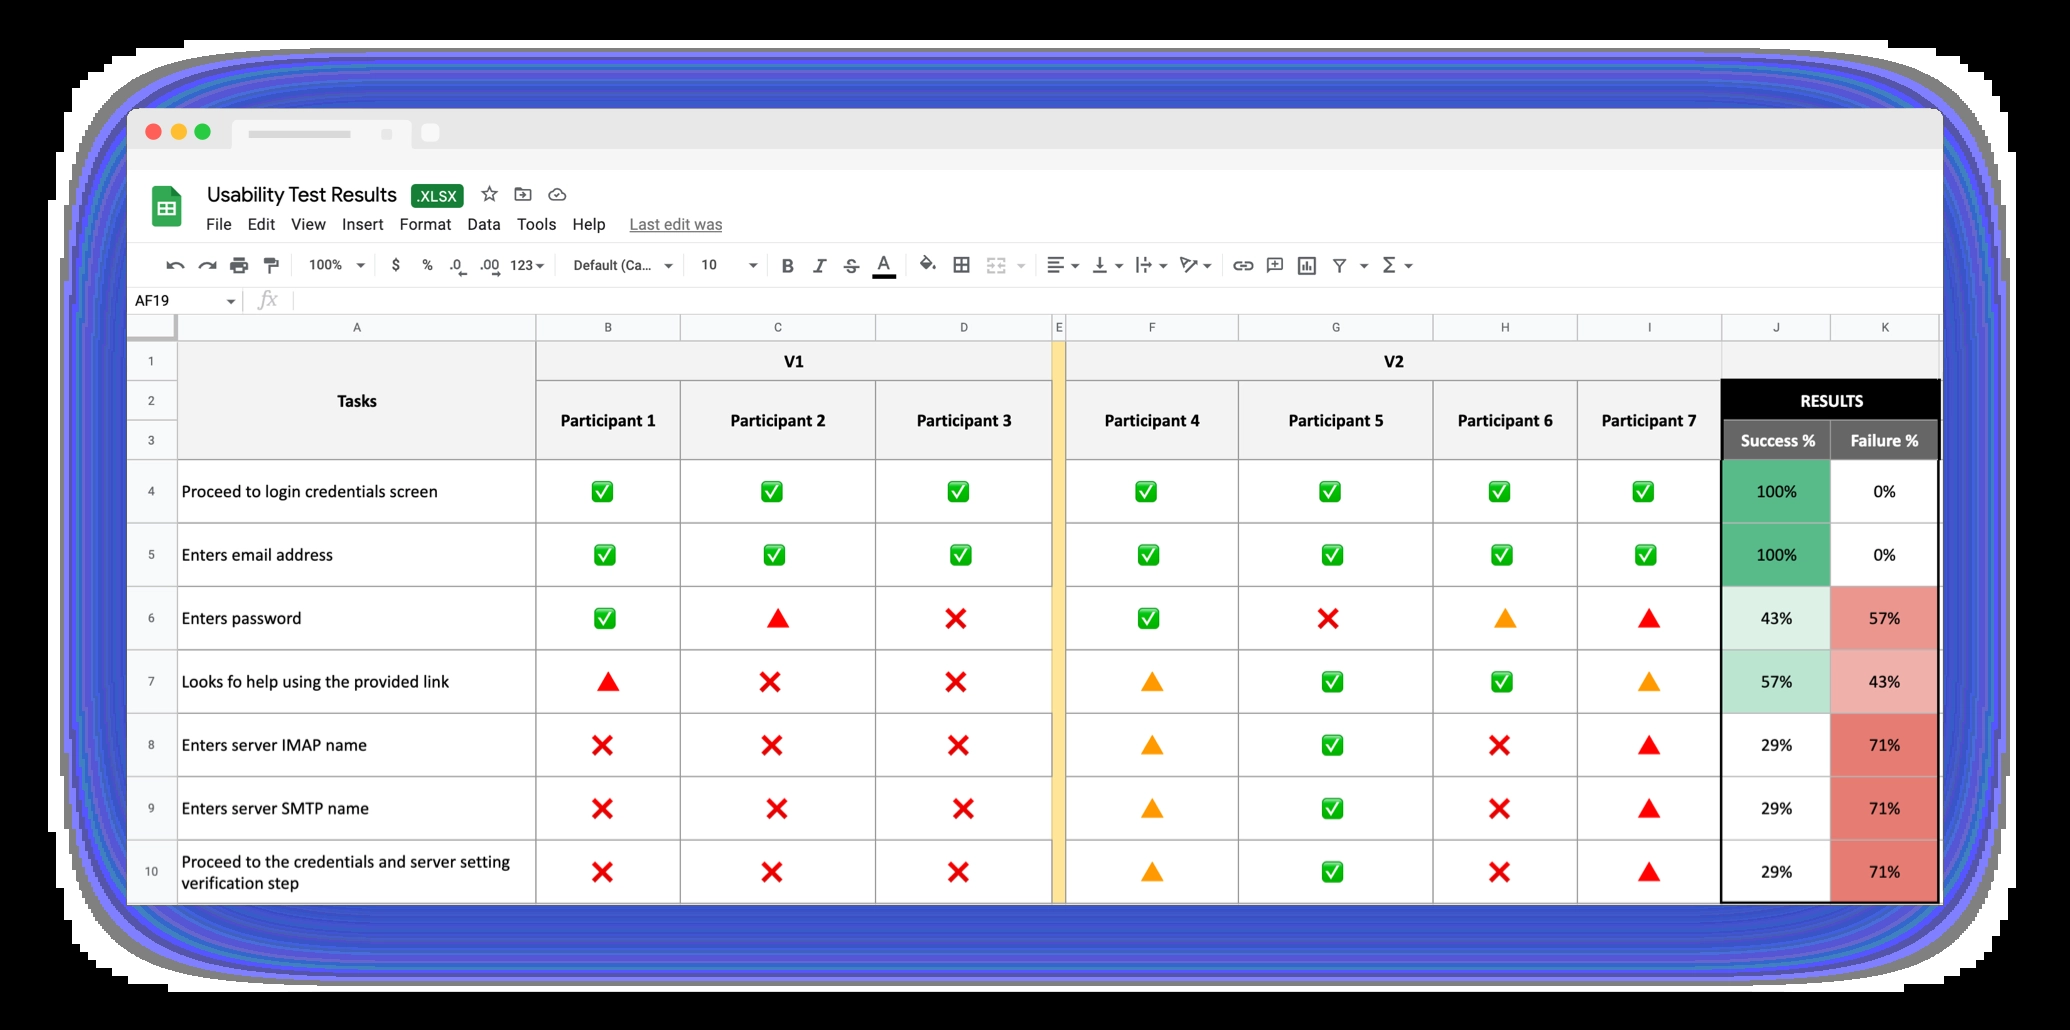 Usability Test Results .XLSX
File Edit View Insert Format Data Tools Help Last edit was
100% $ % .0 .00 123 Default (Ca... 10 B I S A
AF19 fx
A B C D E F G H I J K
1 V1 V2
2 Tasks Participant 1 Participant 2 Participant 3 Participant 4 Participant 5 Participant 6 Participant 7 RESULTS
3 Success % Failure %
4 Proceed to login credentials screen 100% 0%
5 Enters email address 100% 0%
6 Enters password 43% 57%
7 Looks fo help using the provided link 57% 43%
8 Enters server IMAP name 29% 71%
9 Enters server SMTP name 29% 71%
10 Proceed to the credentials and server setting
verification step 29% 71%